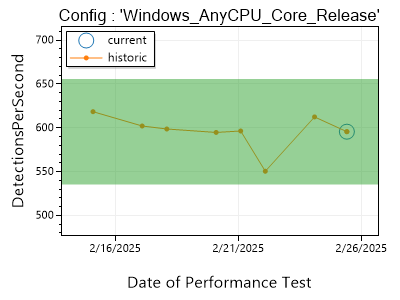 Config : 'Windows_AnyCPU_Core_Release'
current
historic
DetectionsPerSecond
700
650
600
550
500
2/16/2025
2/21/2025
2/26/2025
Date of Performance Test